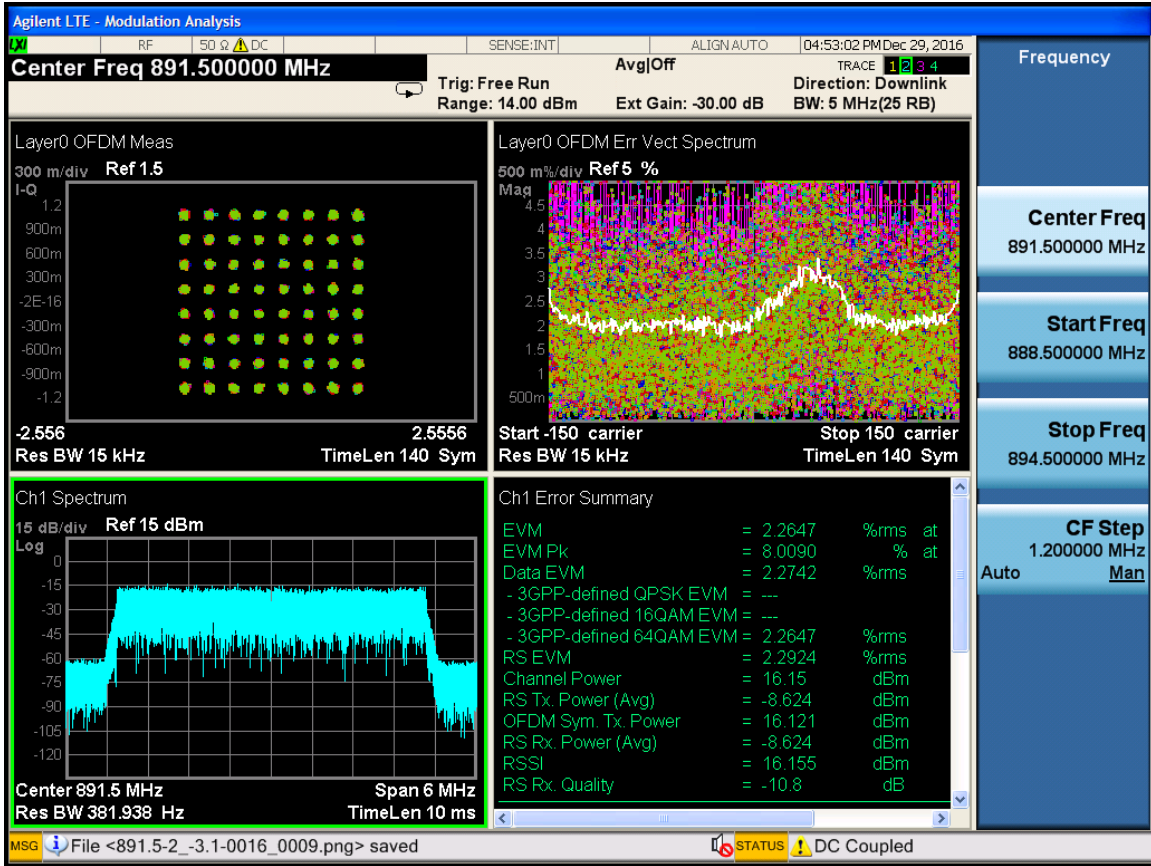 Agilent LTE - Modulation Analysis
LXI RF 50 Ω DC SENSE:INT ALIGN AUTO 04:53:02 PM Dec 29, 2016
Center Freq 891.500000 MHz
Avg|Off
TRACE 1 2 3 4
Trig: Free Run
Direction: Downlink
Range: 14.00 dBm Ext Gain: -30.00 dB BW: 5 MHz(25 RB)
Layer0 OFDM Meas
300 m/div Ref 1.5
I-Q
1.2
900m
600m
300m
-2E-16
-300m
-600m
-900m
-1.2
-2.556 2.5556
Res BW 15 kHz TimeLen 140 Sym
Layer0 OFDM Err Vect Spectrum
500 m%/div Ref 5 %
Mag
4.5
4
3.5
3
2.5
2
1.5
1
500m
Start -150 carrier Stop 150 carrier
Res BW 15 kHz TimeLen 140 Sym
Ch1 Spectrum
15 dB/div Ref 15 dBm
Log
0
-15
-30
-45
-60
-75
-90
-105
-120
Center 891.5 MHz Span 6 MHz
Res BW 381.938 Hz TimeLen 10 ms
Ch1 Error Summary
EVM = 2.2647 %rms at
EVM Pk = 8.0090 % at
Data EVM = 2.2742 %rms
- 3GPP-defined QPSK EVM = ---
- 3GPP-defined 16QAM EVM = ---
- 3GPP-defined 64QAM EVM = 2.2647 %rms
RS EVM = 2.2924 %rms
Channel Power = 16.15 dBm
RS Tx. Power (Avg) = -8.624 dBm
OFDM Sym. Tx. Power = 16.121 dBm
RS Rx. Power (Avg) = -8.624 dBm
RSSI = 16.155 dBm
RS Rx. Quality = -10.8 dB
Frequency
Center Freq
891.500000 MHz
Start Freq
888.500000 MHz
Stop Freq
894.500000 MHz
CF Step
1.200000 MHz
Auto Man
MSG File <891.5-2_-3.1-0016_0009.png> saved STATUS DC Coupled